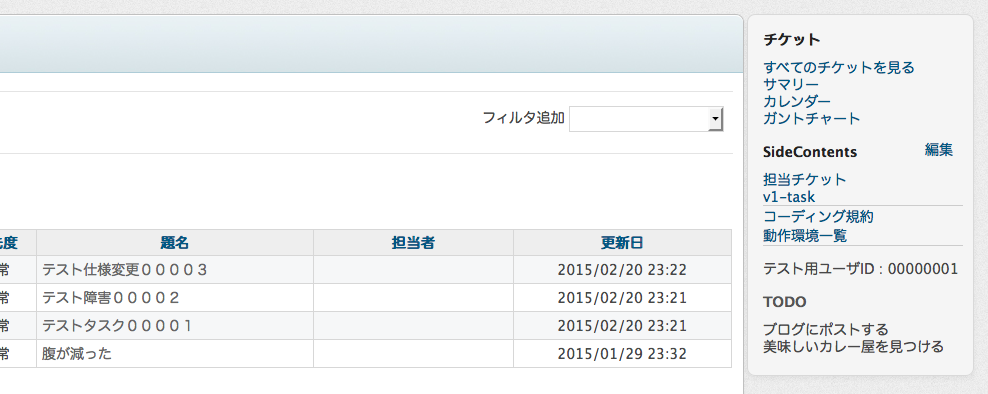 フィルタ追加
度 題名 担当者 更新日
常 テスト仕様変更００００３ 2015/02/20 23:22
常 テスト障害００００２ 2015/02/20 23:21
常 テストタスク００００１ 2015/02/20 23:21
常 腹が減った 2015/01/29 23:32
チケット
すべてのチケットを見る
サマリー
カレンダー
ガントチャート
SideContents 編集
担当チケット
v1-task
コーディング規約
動作環境一覧
テスト用ユーザID : 00000001
TODO
ブログにポストする
美味しいカレー屋を見つける